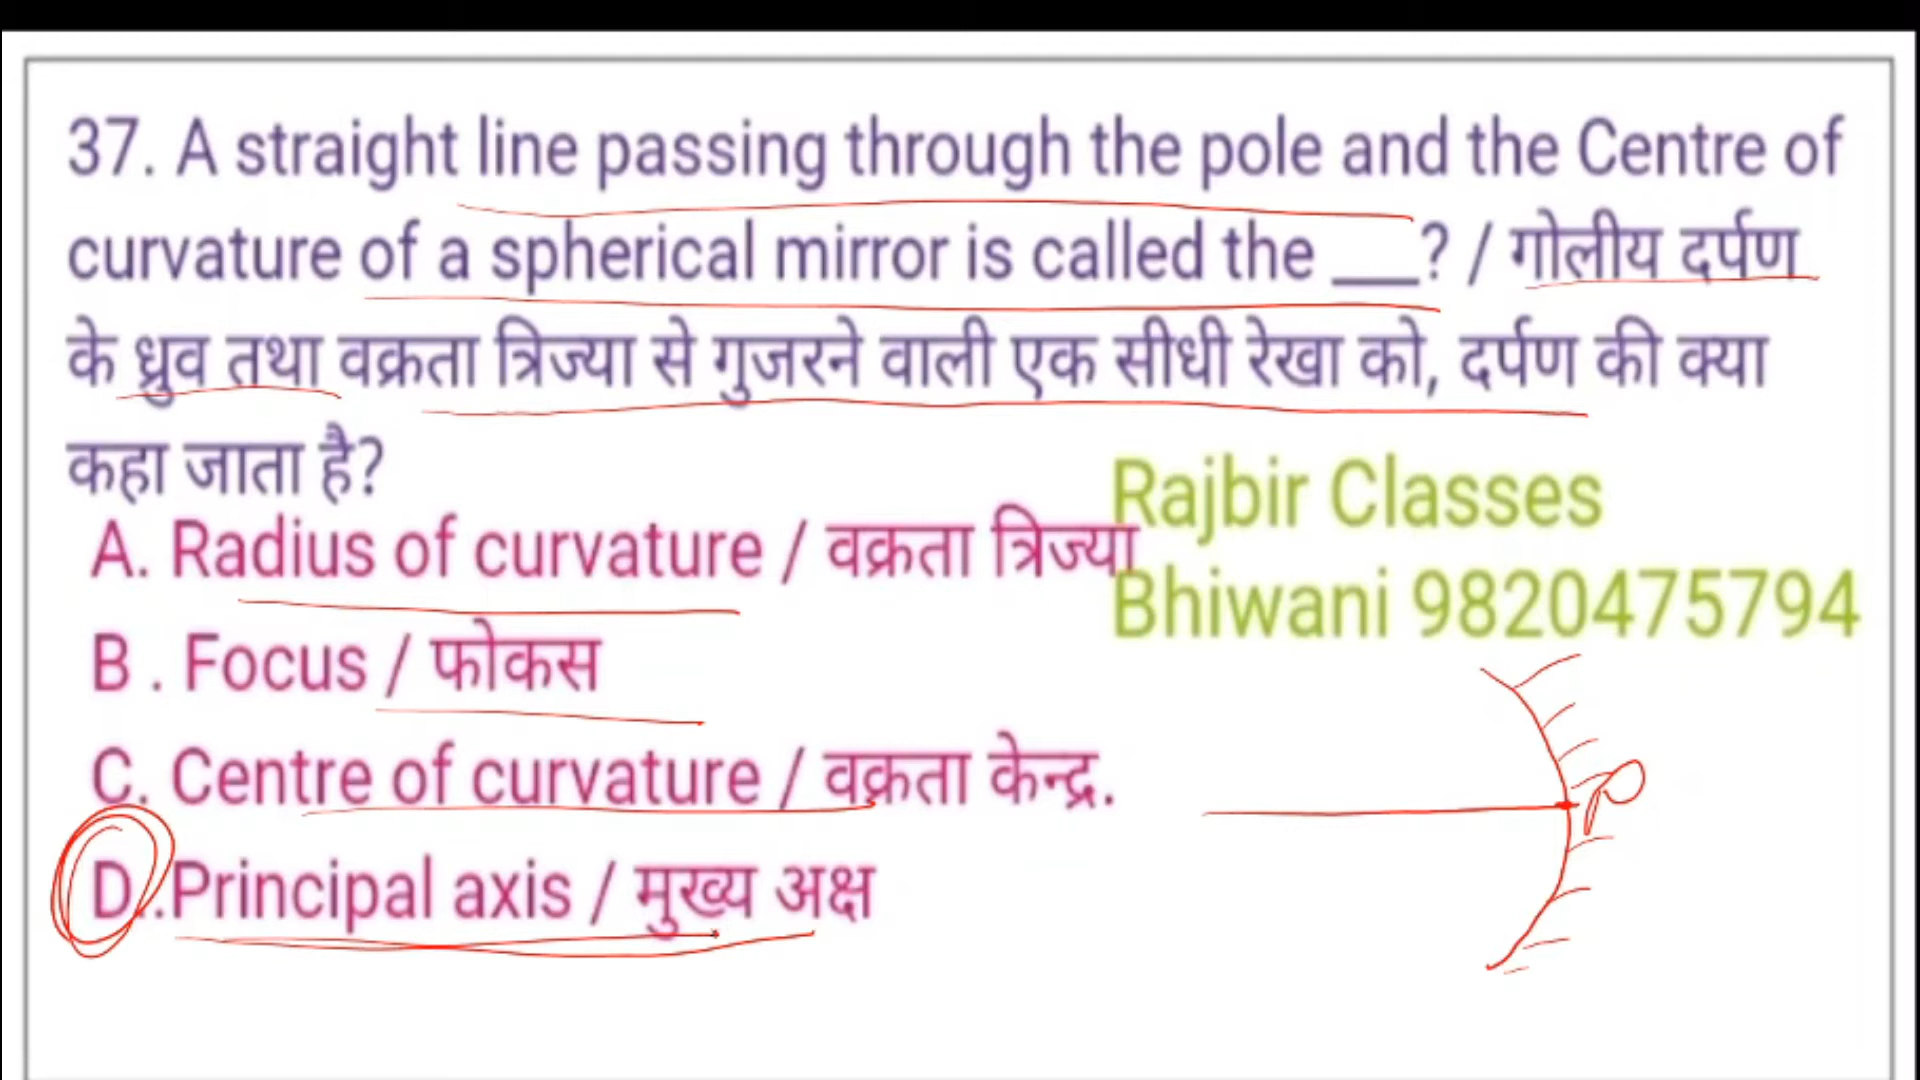 37. A straight line passing through the pole and the Centre of
curvature of a spherical mirror is called the ___? / गोलीय दर्पण
के ध्रुव तथा वक्रता त्रिज्या से गुजरने वाली एक सीधी रेखा को, दर्पण की क्या
कहा जाता है?
Rajbir Classes
A. Radius of curvature / वक्रता त्रिज्या
Bhiwani 9820475794
B . Focus / फोकस
C. Centre of curvature / वक्रता केन्द्र.
P
D..Principal axis / मुख्य अक्ष